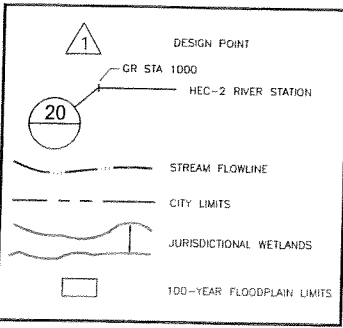 1 DESIGN POINT
GR STA 1000
HEC-2 RIVER STATION
20
STREAM FLOWLINE
CITY LIMITS
JURISDICTIONAL WETLANDS
100-YEAR FLOODPLAIN LIMITS